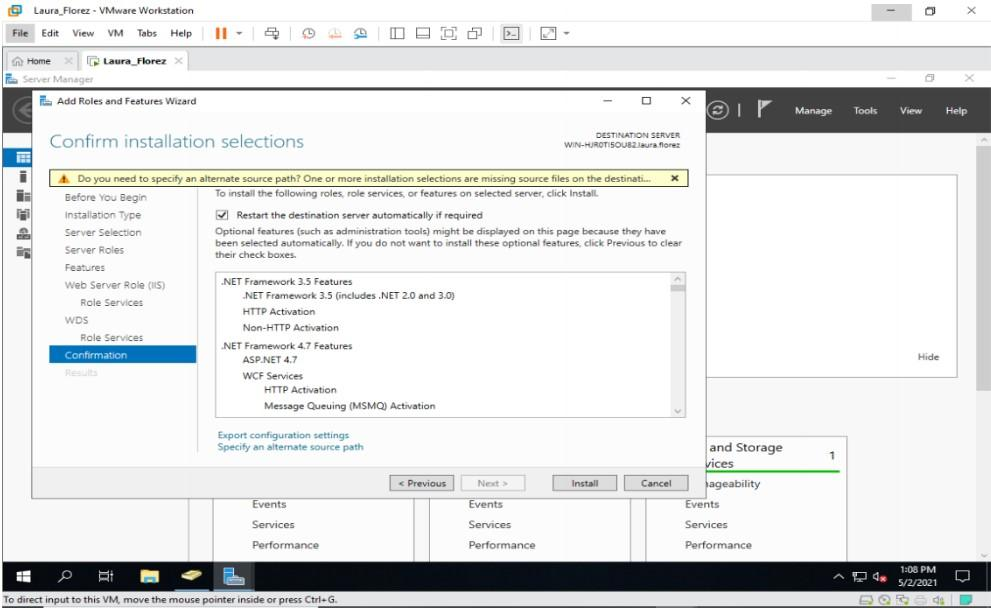 Laura_Florez - VMware Workstation
File Edit View VM Tabs Help
Home
Laura_Florez
Server Manager
Add Roles and Features Wizard
Manage Tools View Help
Confirm installation selections
DESTINATION SERVER
WIN-HJR0TI5OU82.laura.florez
Do you need to specify an alternate source path? One or more installation selections are missing source files on the destinati...
Before You Begin
Installation Type
Server Selection
Server Roles
Features
Web Server Role (IIS)
Role Services
WDS
Role Services
Confirmation
Results
To install the following roles, role services, or features on selected server, click Install.
Restart the destination server automatically if required
Optional features (such as administration tools) might be displayed on this page because they have
been selected automatically. If you do not want to install these optional features, click Previous to clear
their check boxes.
.NET Framework 3.5 Features
.NET Framework 3.5 (includes .NET 2.0 and 3.0)
HTTP Activation
Non-HTTP Activation
.NET Framework 4.7 Features
ASP.NET 4.7
WCF Services
HTTP Activation
Message Queuing (MSMQ) Activation
Export configuration settings
Specify an alternate source path
< Previous Next > Install Cancel
Hide
and Storage
vices
1
nageability
Events
Services
Performance
Events
Services
Performance
Events
Services
Performance
1:08 PM
5/2/2021
To direct input to this VM, move the mouse pointer inside or press Ctrl+G.